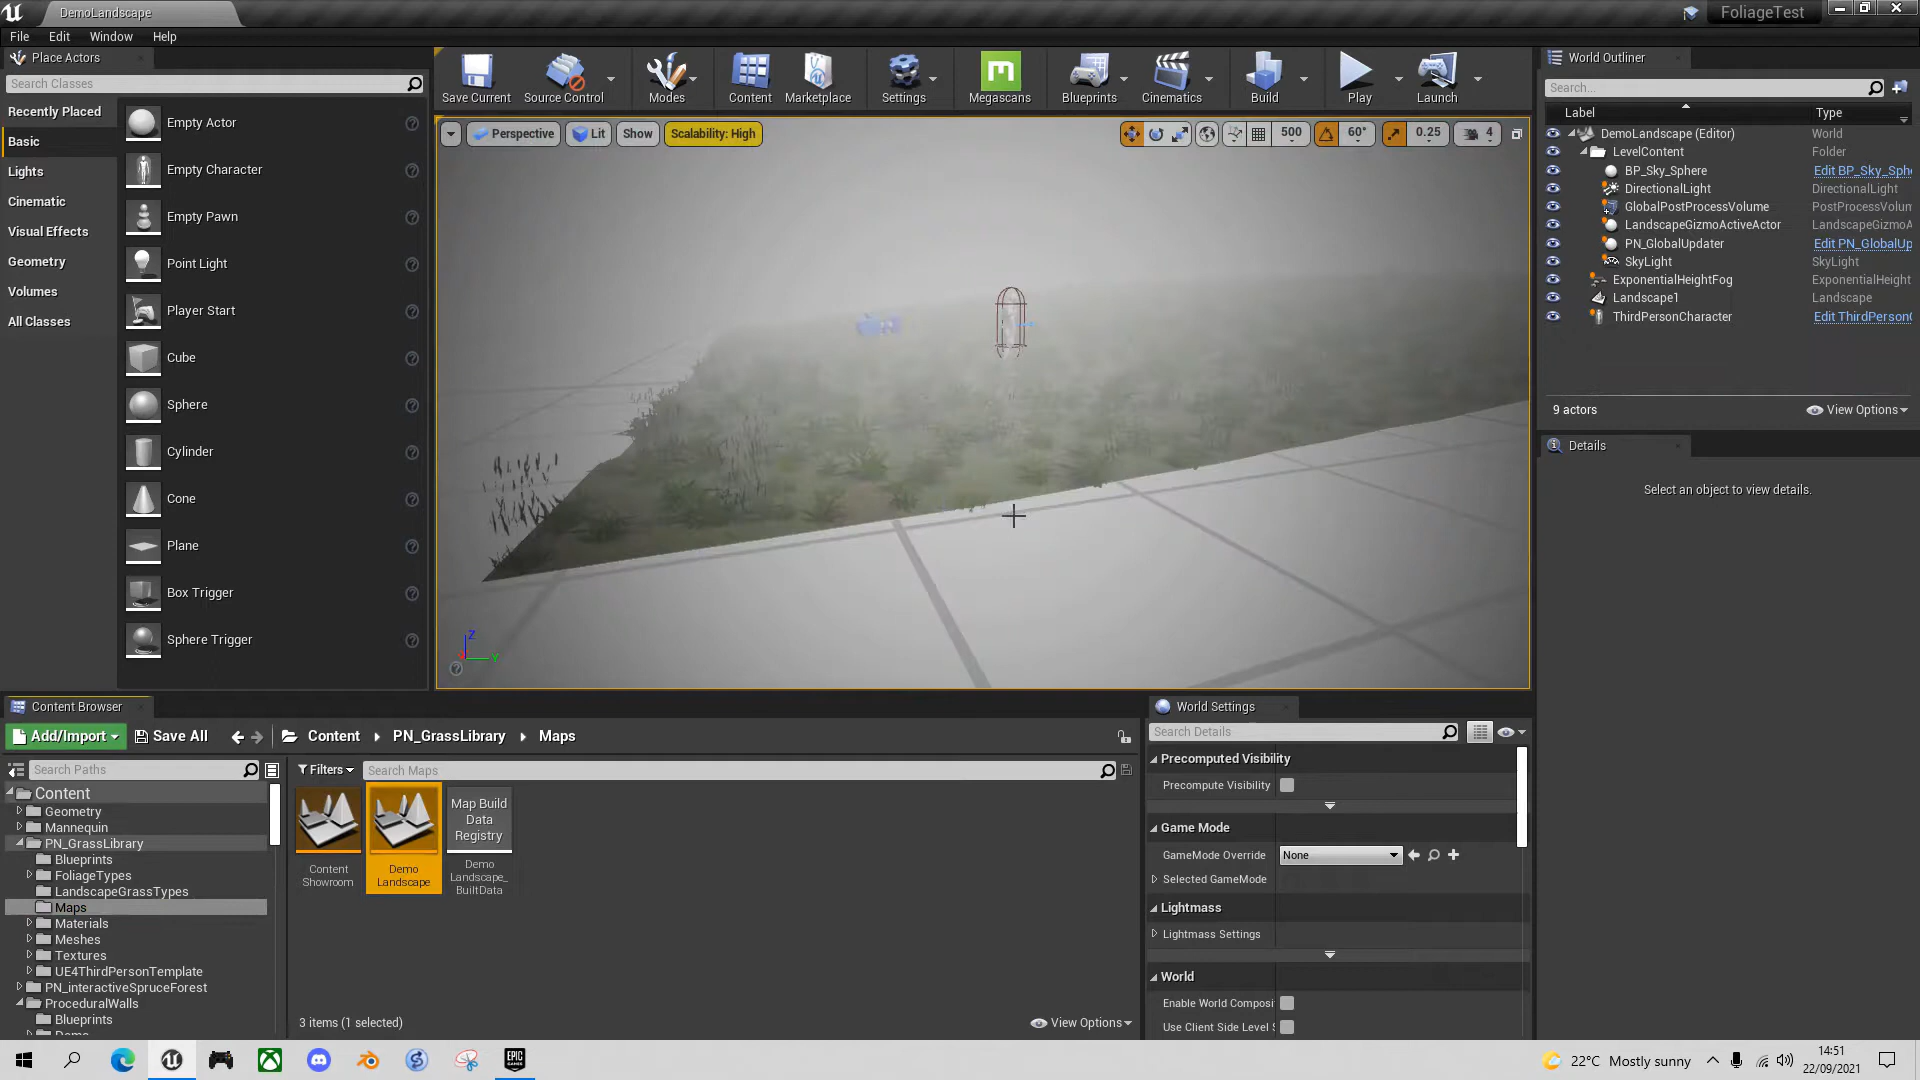 DemoLandscape
FoliageTest
File Edit Window Help
Place Actors
Search Classes
Recently Placed
Basic
Lights
Cinematic
Visual Effects
Geometry
Volumes
All Classes
Empty Actor
Empty Character
Empty Pawn
Point Light
Player Start
Cube
Sphere
Cylinder
Cone
Plane
Box Trigger
Sphere Trigger
Save Current
Source Control
Modes
Content
Marketplace
Settings
Megascans
Blueprints
Cinematics
Build
Play
Launch
Perspective Lit Show Scalability: High
500 60° 0.25 4
Z
Y
World Outliner
Search...
Label Type
DemoLandscape (Editor) World
LevelContent Folder
BP_Sky_Sphere Edit BP_Sky_Sph
DirectionalLight DirectionalLight
GlobalPostProcessVolume PostProcessVolum
LandscapeGizmoActiveActor LandscapeGizmoA
PN_GlobalUpdater Edit PN_GlobalUp
SkyLight SkyLight
ExponentialHeightFog ExponentialHeight
Landscape1 Landscape
ThirdPersonCharacter Edit ThirdPerson
9 actors View Options
Details
Select an object to view details.
Content Browser
Add/Import Save All Content PN_GrassLibrary Maps
Search Paths
Filters Search Maps
Content
Geometry
Mannequin
PN_GrassLibrary
Blueprints
FoliageTypes
LandscapeGrassTypes
Maps
Materials
Meshes
Textures
UE4ThirdPersonTemplate
PN_interactiveSpruceForest
ProceduralWalls
Blueprints
Content
Showroom
Demo
Landscape
Map Build
Data
Registry
Demo
Landscape_
BuiltData
3 items (1 selected) View Options
World Settings
Search Details
Precomputed Visibility
Precompute Visibility
Game Mode
GameMode Override None
Selected GameMode
Lightmass
Lightmass Settings
World
Enable World Composi
Use Client Side Level S
EPIC
GAMES
22°C Mostly sunny
14:51
22/09/2021